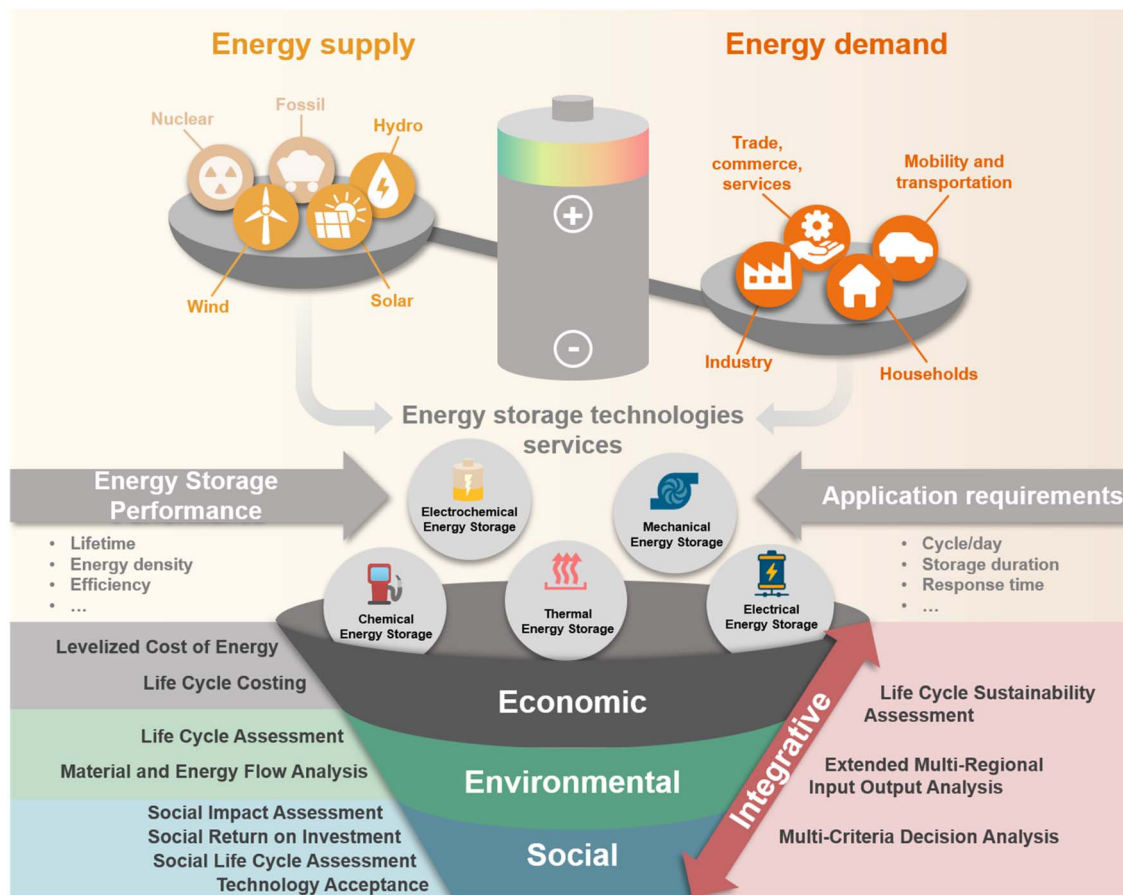 Energy supply
Energy demand
Nuclear
Fossil
Hydro
Wind
Solar
Trade,
commerce,
services
Mobility and
transportation
Industry
Households
+
-
Energy storage technologies
services
Energy Storage
Performance
• Lifetime
• Energy density
• Efficiency
• ...
Application requirements
• Cycle/day
• Storage duration
• Response time
• ...
Electrochemical
Energy Storage
Mechanical
Energy Storage
Chemical
Energy Storage
Thermal
Energy Storage
Electrical
Energy Storage
Levelized Cost of Energy
Life Cycle Costing
Life Cycle Assessment
Material and Energy Flow Analysis
Social Impact Assessment
Social Return on Investment
Social Life Cycle Assessment
Technology Acceptance
Economic
Environmental
Social
Integrative
Life Cycle Sustainability
Assessment
Extended Multi-Regional
Input Output Analysis
Multi-Criteria Decision Analysis